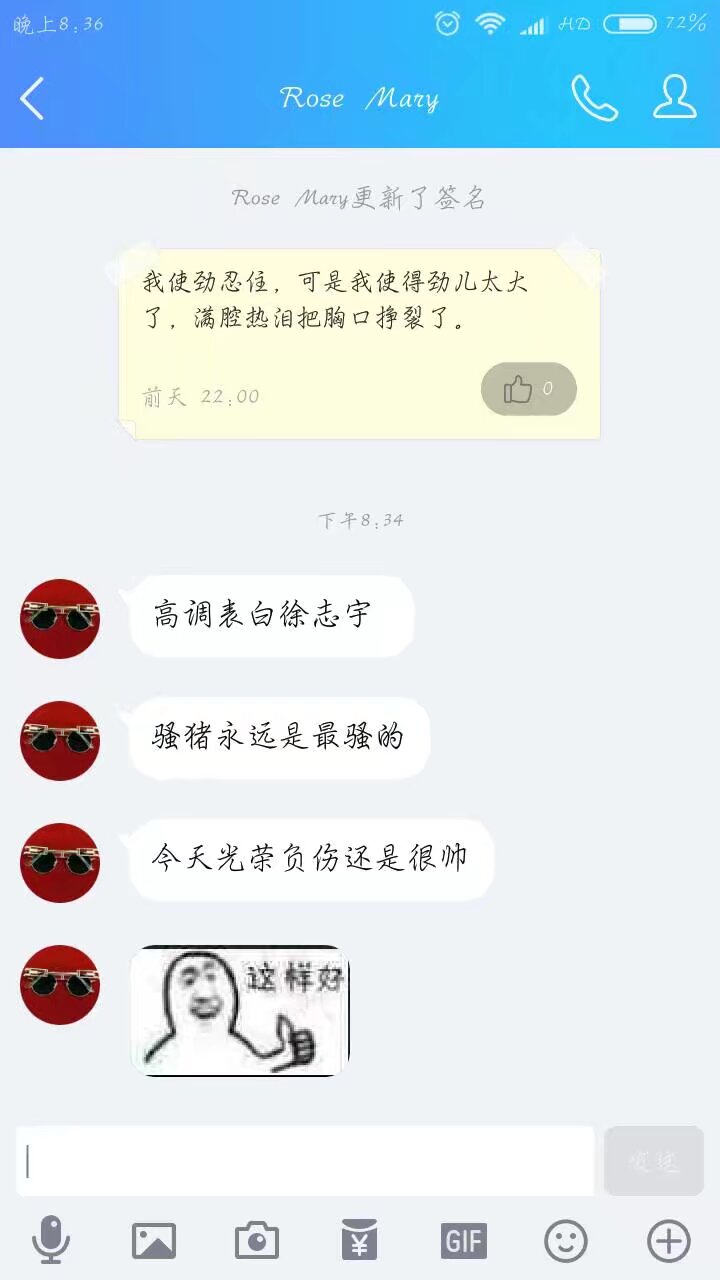 晚上8:36
HD
72%
Rose Mary
Rose Mary更新了签名
我使劲忍住，可是我使得劲儿太大
了，满腔热泪把胸口挣裂了。
前天 22:00
0
下午8:34
高调表白徐志宇
骚猪永远是最骚的
今天光荣负伤还是很帅
这样好
发送
GIF